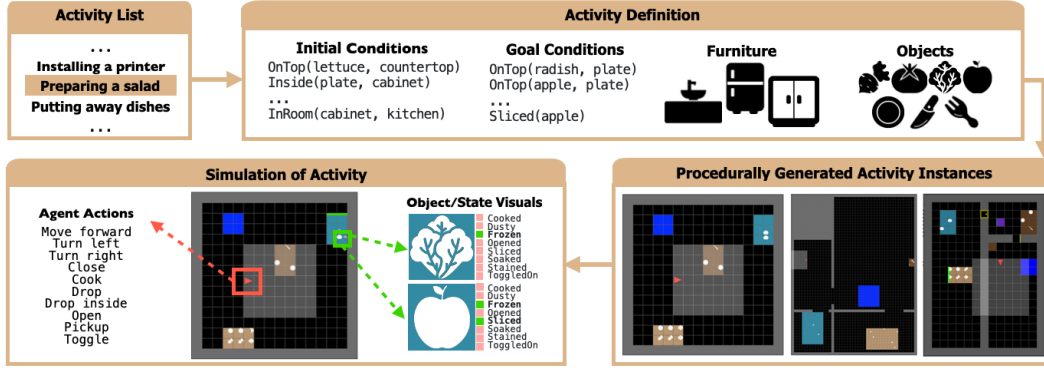 Activity List
...
Installing a printer
Preparing a salad
Putting away dishes
...
Activity Definition
Initial Conditions
OnTop(lettuce, countertop)
Inside(plate, cabinet)
...
InRoom(cabinet, kitchen)
Goal Conditions
OnTop(radish, plate)
OnTop(apple, plate)
...
Sliced(apple)
Furniture
Objects
Simulation of Activity
Agent Actions
Move forward
Turn left
Turn right
Close
Cook
Drop
Drop inside
Open
Pickup
Toggle
Object/State Visuals
Cooked
Dusty
Frozen
Opened
Sliced
Soaked
Stained
ToggledOn
Cooked
Dusty
Frozen
Opened
Sliced
Soaked
Stained
ToggledOn
Procedurally Generated Activity Instances